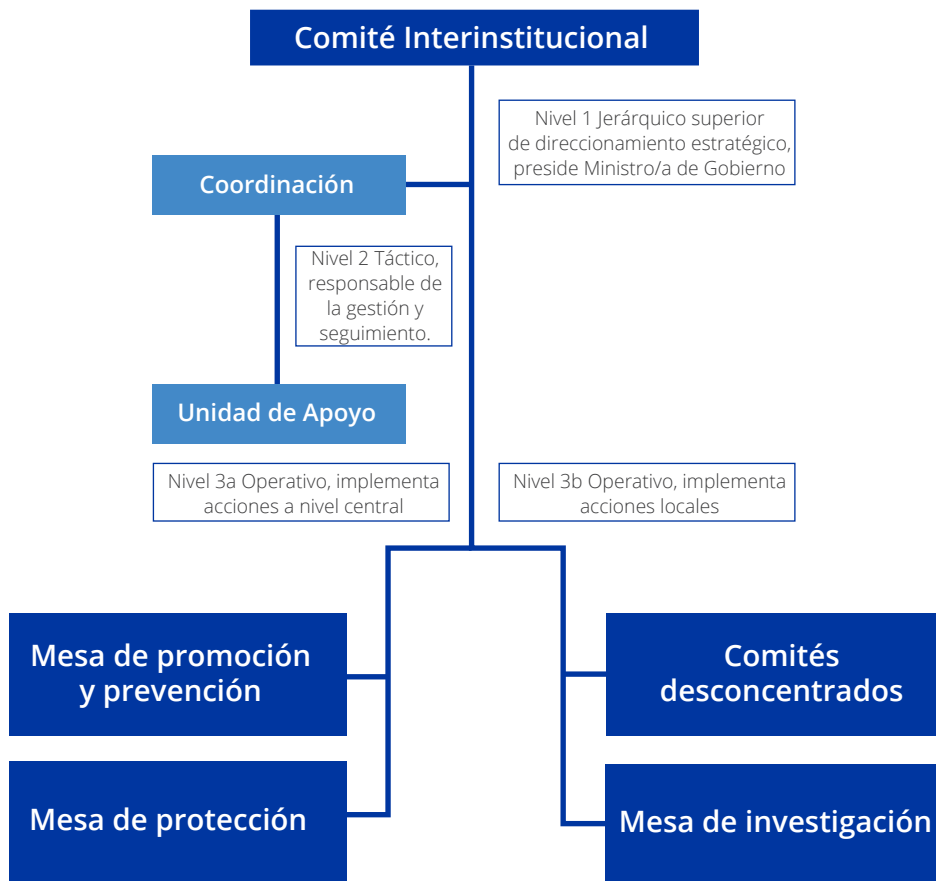 Comité Interinstitucional
Nivel 1 Jerárquico superior
de direccionamiento estratégico,
preside Ministro/a de Gobierno
Coordinación
Nivel 2 Táctico,
responsable de
la gestión y
seguimiento.
Unidad de Apoyo
Nivel 3a Operativo, implementa
acciones a nivel central
Nivel 3b Operativo, implementa
acciones locales
Mesa de promoción
y prevención
Comités
desconcentrados
Mesa de protección
Mesa de investigación